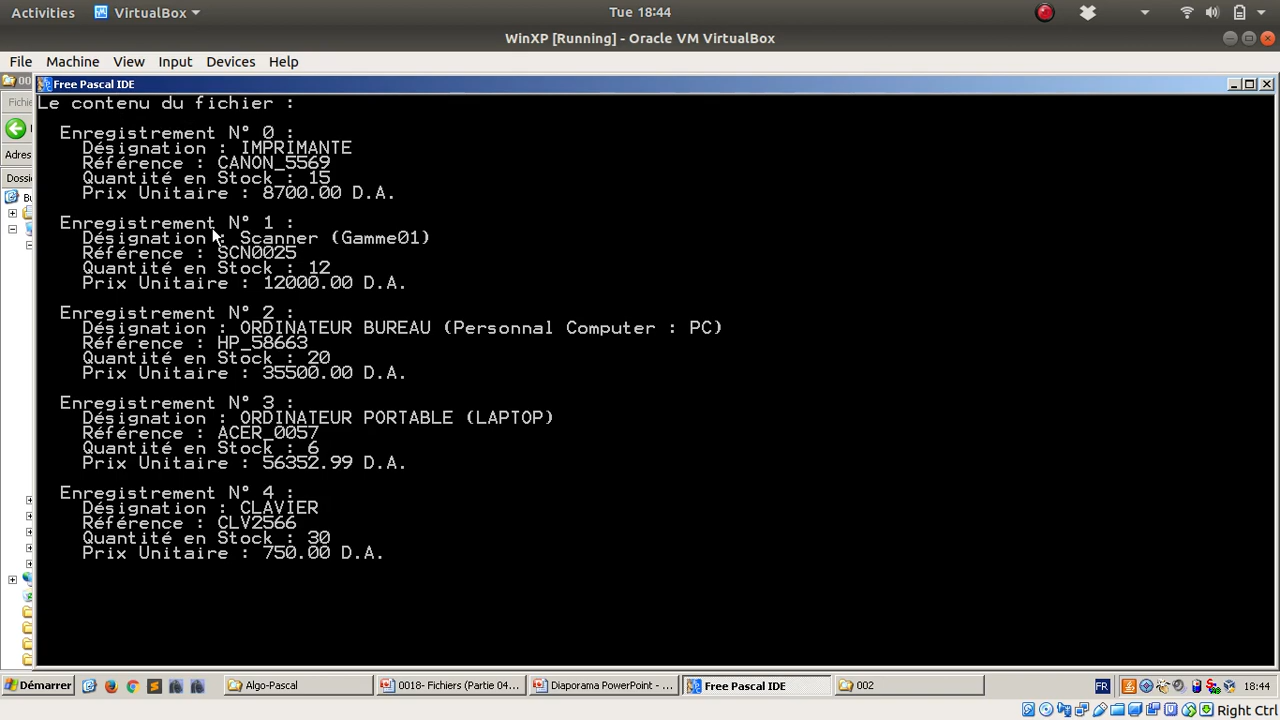 Activities VirtualBox Tue 18:44
WinXP [Running] - Oracle VM VirtualBox
File Machine View Input Devices Help
00 Free Pascal IDE
Fichie
Le contenu du fichier :
Enregistrement N° 0 :
Désignation : IMPRIMANTE
Référence : CANON_5569
Quantité en Stock : 15
Prix Unitaire : 8700.00 D.A.
Adres
Dossie
Bu
Enregistrement N° 1 :
Désignation : Scanner (Gamme01)
Référence : SCN0025
Quantité en Stock : 12
Prix Unitaire : 12000.00 D.A.
Enregistrement N° 2 :
Désignation : ORDINATEUR BUREAU (Personnal Computer : PC)
Référence : HP_58663
Quantité en Stock : 20
Prix Unitaire : 35500.00 D.A.
Enregistrement N° 3 :
Désignation : ORDINATEUR PORTABLE (LAPTOP)
Référence : ACER_0057
Quantité en Stock : 6
Prix Unitaire : 56352.99 D.A.
Enregistrement N° 4 :
Désignation : CLAVIER
Référence : CLV2566
Quantité en Stock : 30
Prix Unitaire : 750.00 D.A.
Démarrer Algo-Pascal 0018- Fichiers (Partie 04... Diaporama PowerPoint - ... Free Pascal IDE 002 FR 18:44
Right Ctrl